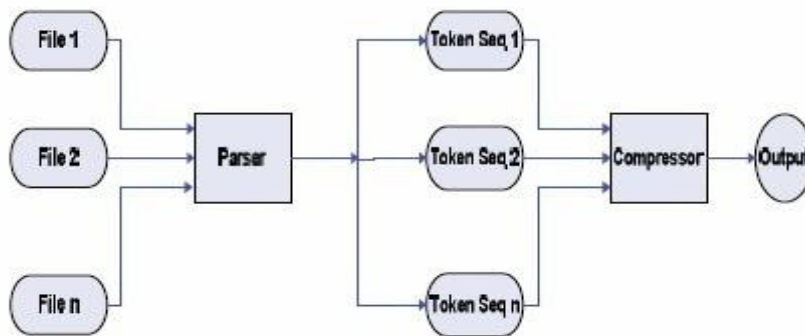 File 1
File 2
File n
Parser
Token Seq 1
Token Seq 2
Token Seq n
Compressor
Output